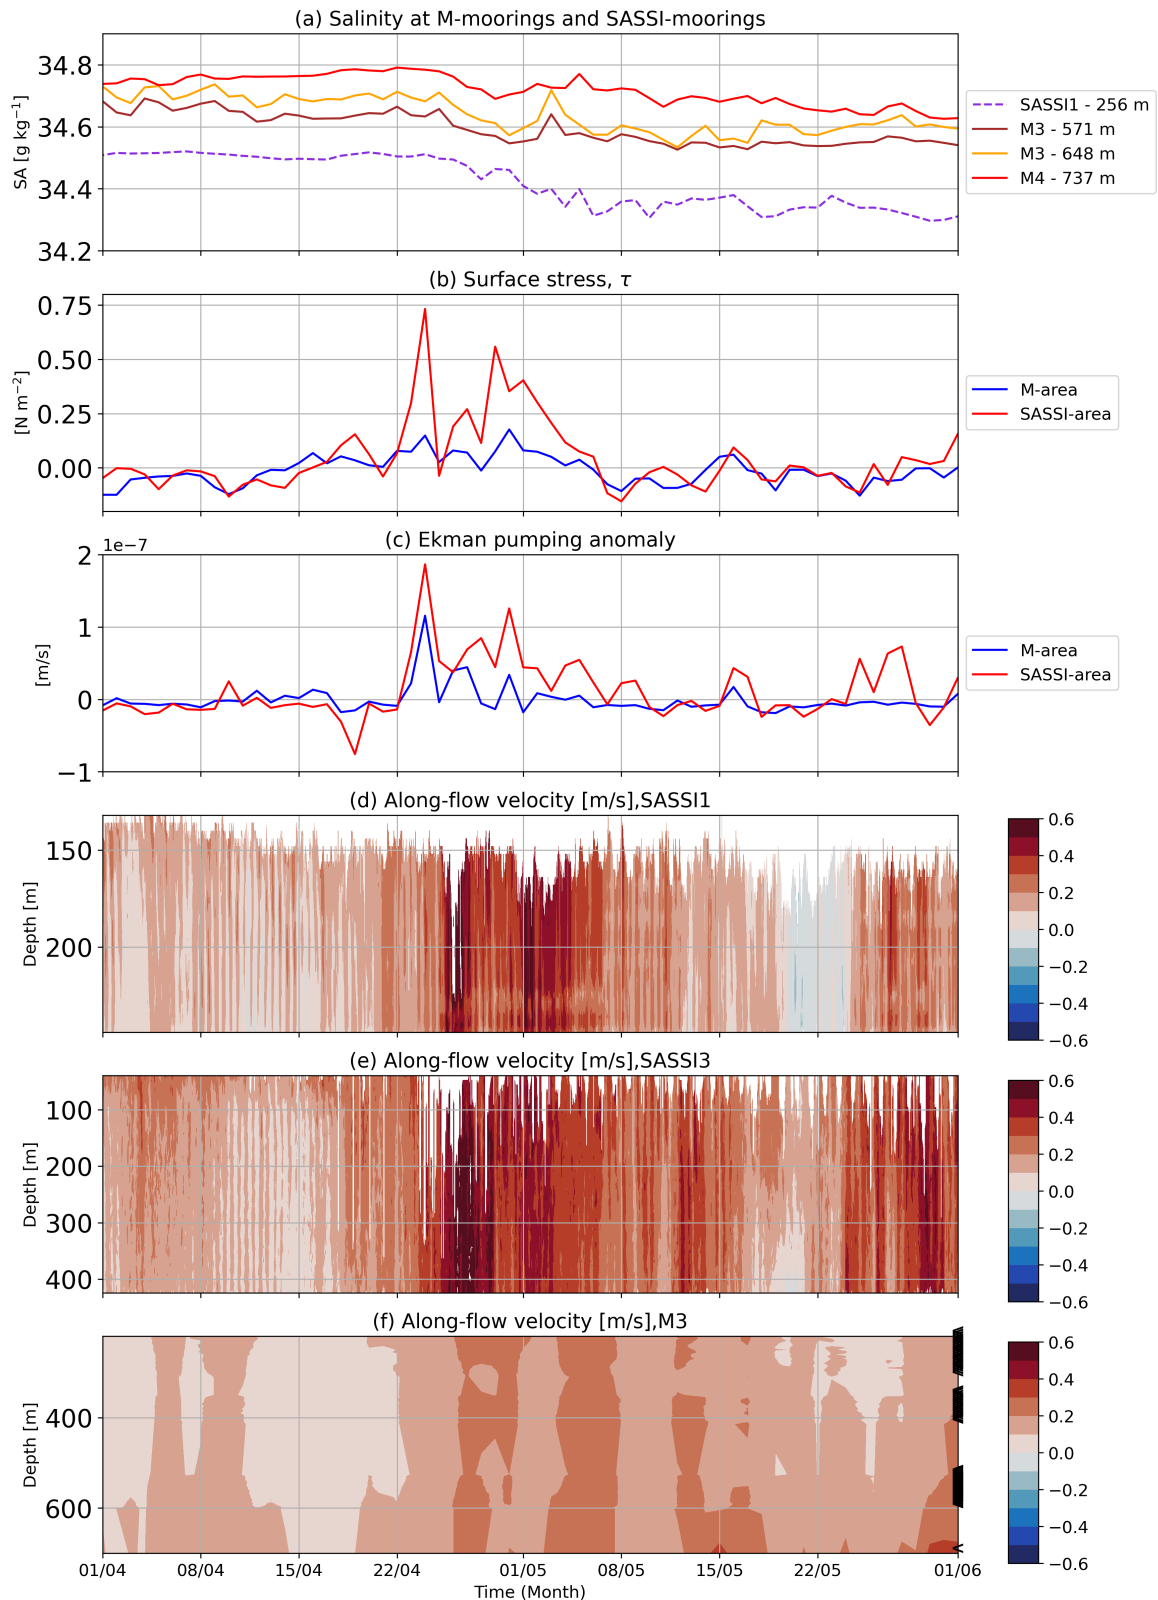 (a) Salinity at M-moorings and SASSI-moorings
34.8
34.6
34.4
34.2
SA [g kg⁻¹]
SASSI1 - 256 m
M3 - 571 m
M3 - 648 m
M4 - 737 m
(b) Surface stress, τ
0.75
0.50
0.25
0.00
[N m⁻²]
M-area
SASSI-area
(c) Ekman pumping anomaly
1e−7
2
1
0
−1
[m/s]
M-area
SASSI-area
(d) Along-flow velocity [m/s],SASSI1
150
200
Depth [m]
0.6
0.4
0.2
0.0
−0.2
−0.4
−0.6
(e) Along-flow velocity [m/s],SASSI3
100
200
300
400
Depth [m]
0.6
0.4
0.2
0.0
−0.2
−0.4
−0.6
(f) Along-flow velocity [m/s],M3
400
600
Depth [m]
0.6
0.4
0.2
0.0
−0.2
−0.4
−0.6
01/04 08/04 15/04 22/04 01/05 08/05 15/05 22/05 01/06
Time (Month)